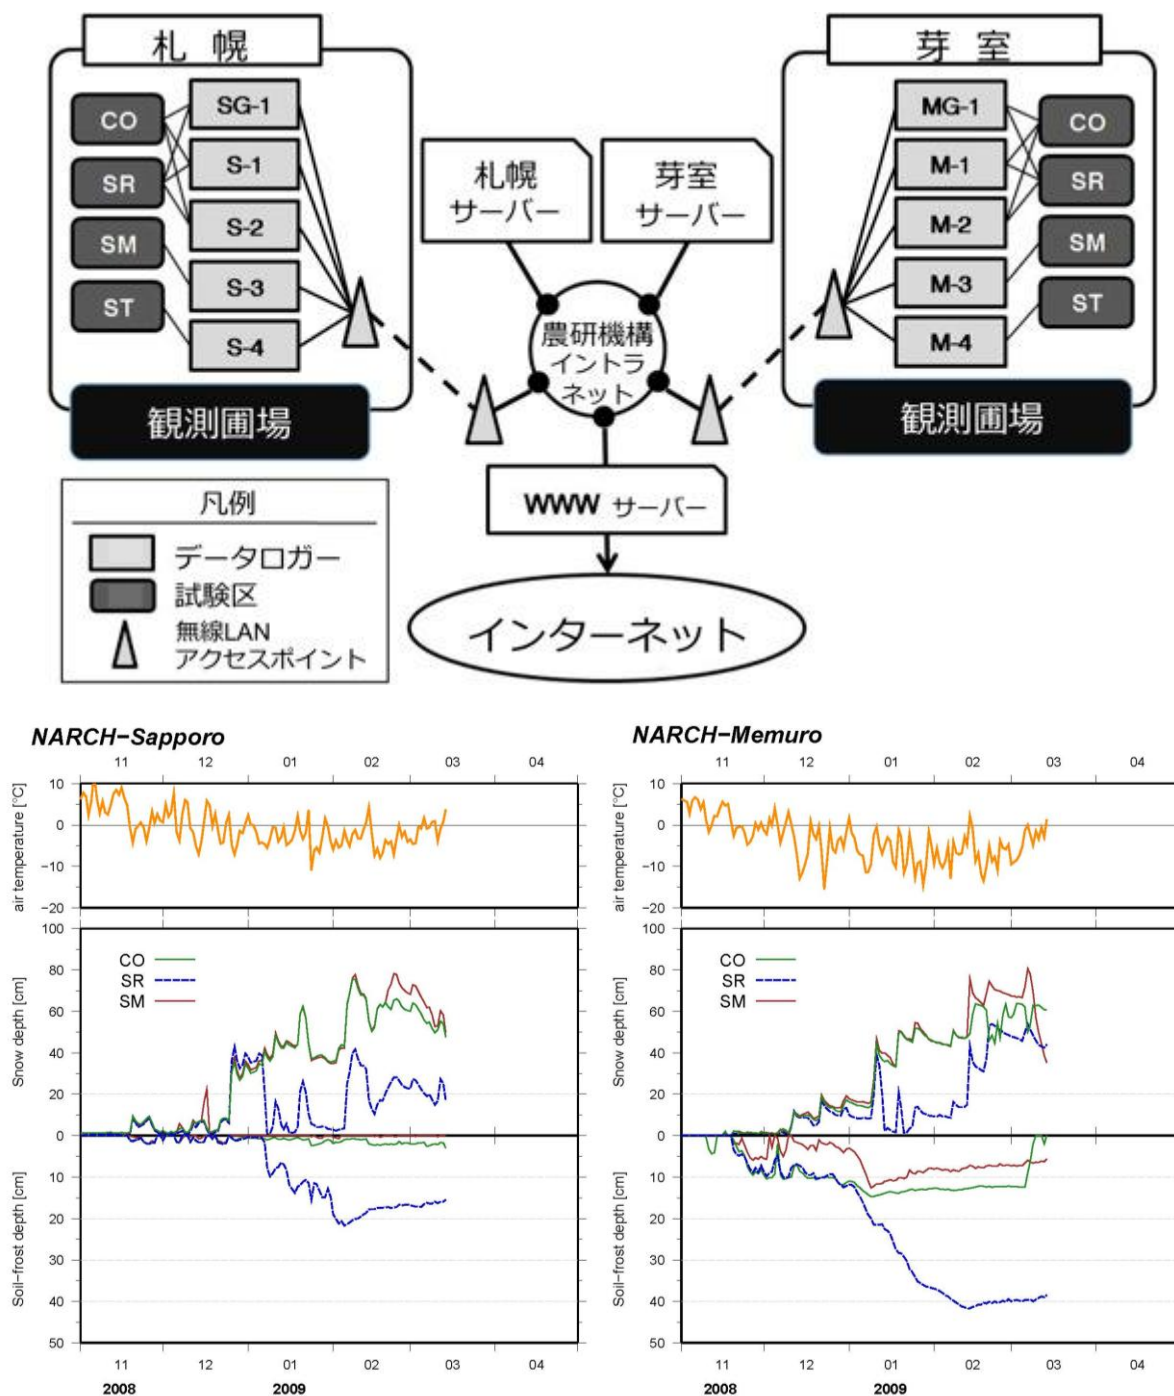 札 幌
芽 室
CO
SR
SM
ST
SG-1
S-1
S-2
S-3
S-4
観測圃場
札幌
サーバー
芽室
サーバー
農研機構
イントラ
ネット
MG-1
M-1
M-2
M-3
M-4
CO
SR
SM
ST
観測圃場
WWW サーバー
インターネット
凡例
データロガー
試験区
無線LAN
アクセスポイント
NARCH-Sapporo
11 12 01 02 03 04
air temperature [°C]
10
0
-10
-20
Snow depth [cm]
100
80
60
40
20
0
CO
SR
SM
Soil-frost depth [cm]
10
20
30
40
50
11 12 01 02 03 04
2008 2009
NARCH-Memuro
11 12 01 02 03 04
air temperature [°C]
10
0
-10
-20
Snow depth [cm]
100
80
60
40
20
0
CO
SR
SM
Soil-frost depth [cm]
10
20
30
40
50
11 12 01 02 03 04
2008 2009